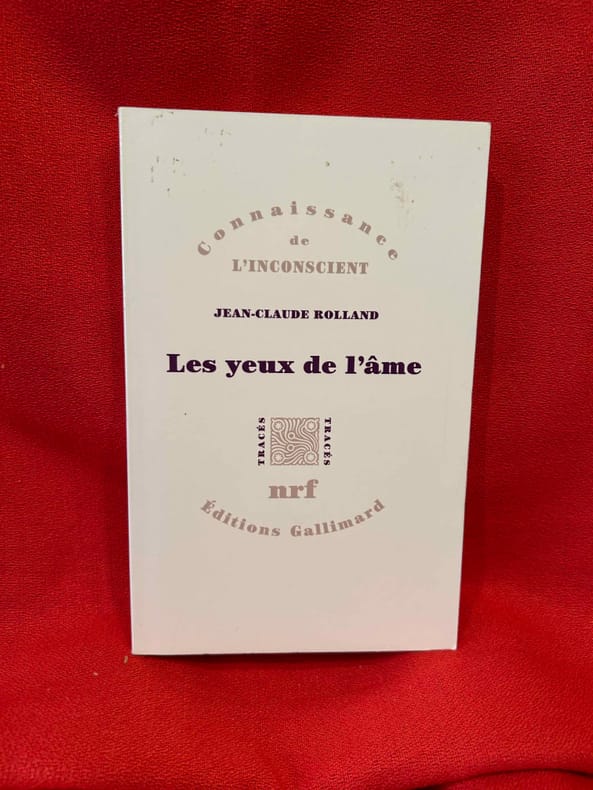 Connaissance
de
L'INCONSCIENT
JEAN-CLAUDE ROLLAND
Les yeux de l'âme
TRACÉS
TRACÉS
nrf
Éditions Gallimard